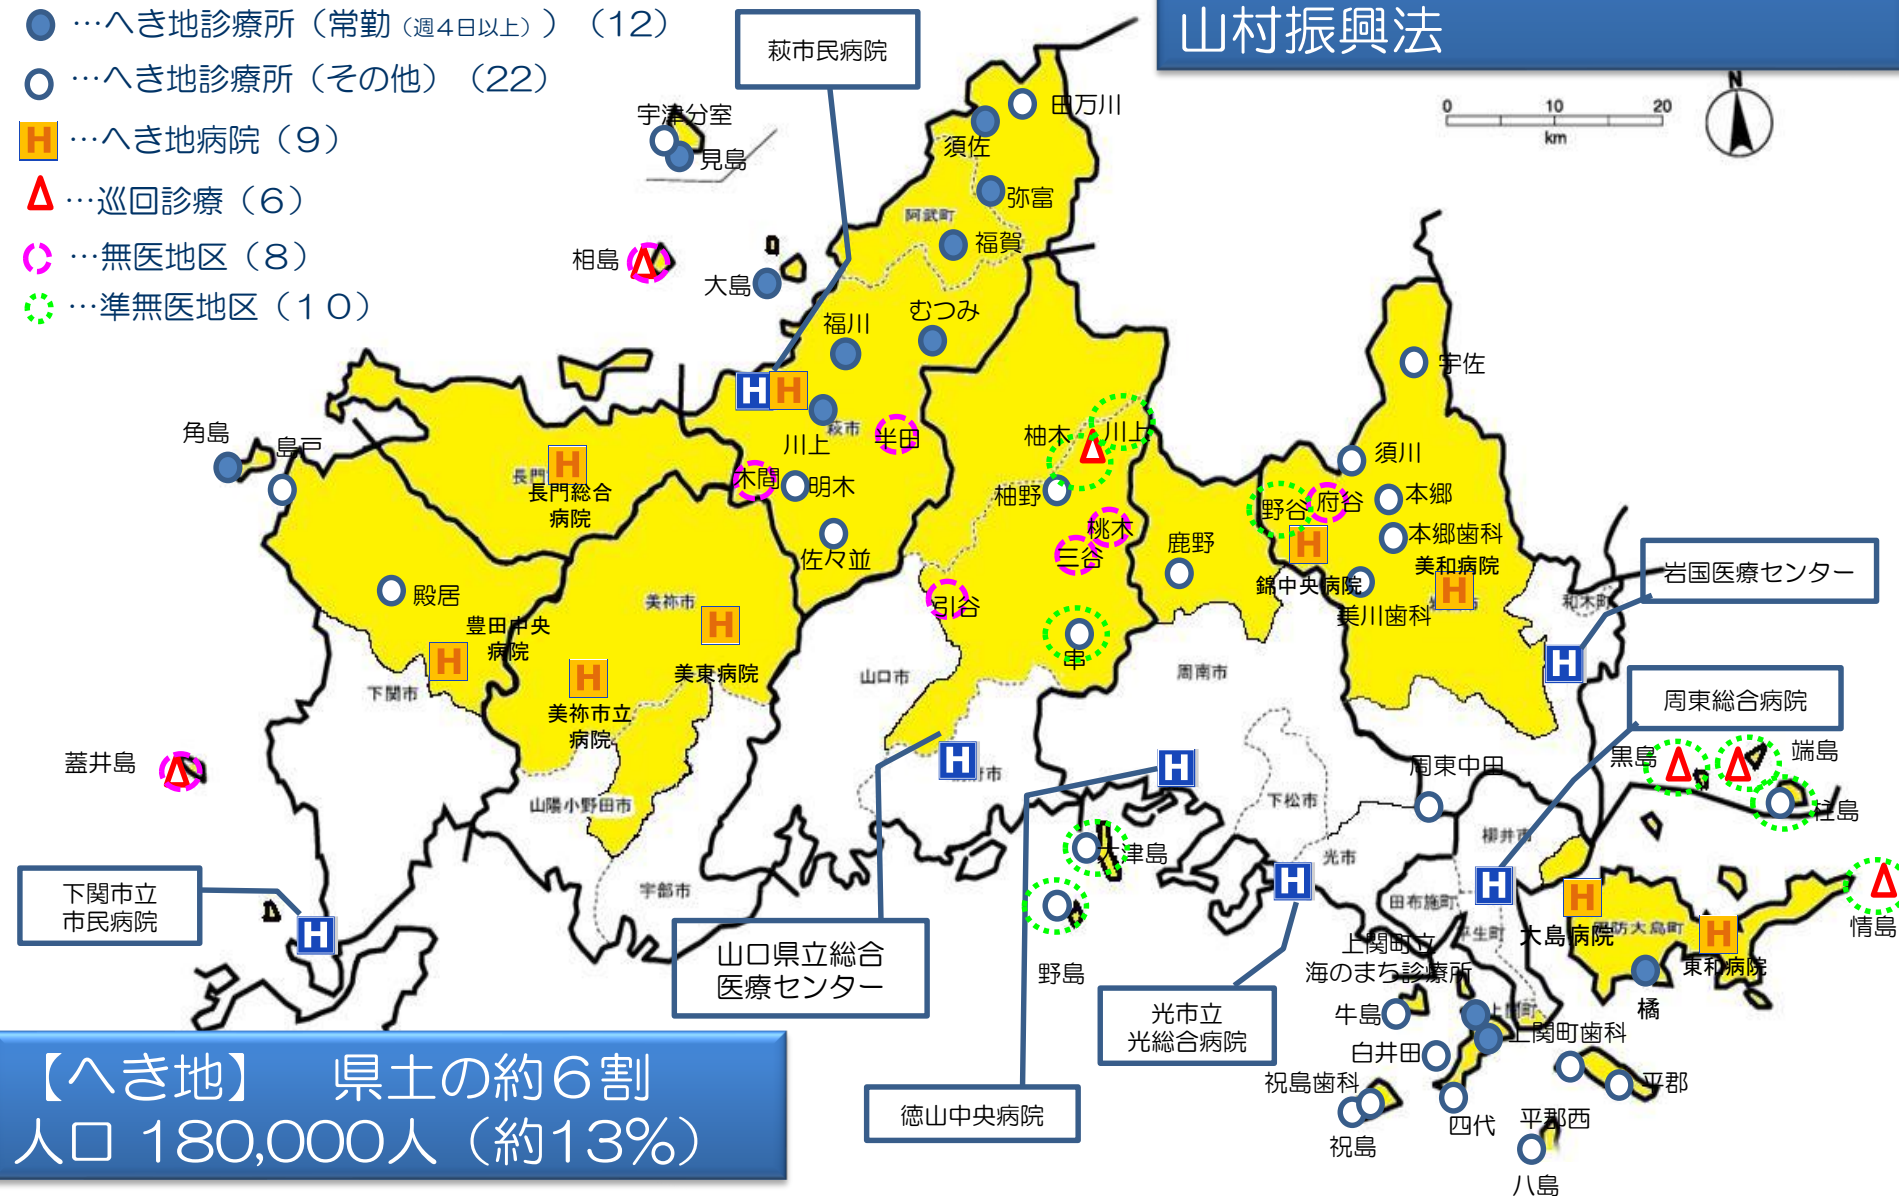 …へき地診療所（常勤（週４日以上））（12）
…へき地診療所（その他）（22）
H …へき地病院（９）
…巡回診療（６）
…無医地区（８）
…準無医地区（１０）
山村振興法
0 10 20
km
N
萩市民病院
宇津分室
見島
田万川
須佐
弥富
阿武町
福賀
相島
大島
むつみ
福川
H H
川上
萩市
半田
木間
明木
佐々並
角島
島戸
長門
H
長門総合
病院
殿居
豊田中央
病院
H
下関市
美祢市
H
美東病院
H
美祢市立
病院
山陽小野田市
宇部市
蓋井島
下関市立
市民病院
H
柚木
川上
柚野
桃木
三谷
引谷
串
山口市
鹿野
周南市
宇佐
須川
野谷
府谷
本郷
本郷歯科
H
錦中央病院
美和病院
H
美川歯科
和木町
岩国医療センター
H
周東総合病院
H
周東中田
黒島
端島
柱島
情島
H
市
山口県立総合
医療センター
H
徳山中央病院
大津島
野島
下松市
光市
H
光市立
光総合病院
柳井市
田布施町
平生町
H
大島病院
周防大島町
H
東和病院
橘
上関町立
海のまち診療所
上関町
上関町歯科
牛島
白井田
祝島歯科
祝島
四代
平郡
平郡西
八島
【へき地】 県土の約６割
人口 180,000人（約13％）